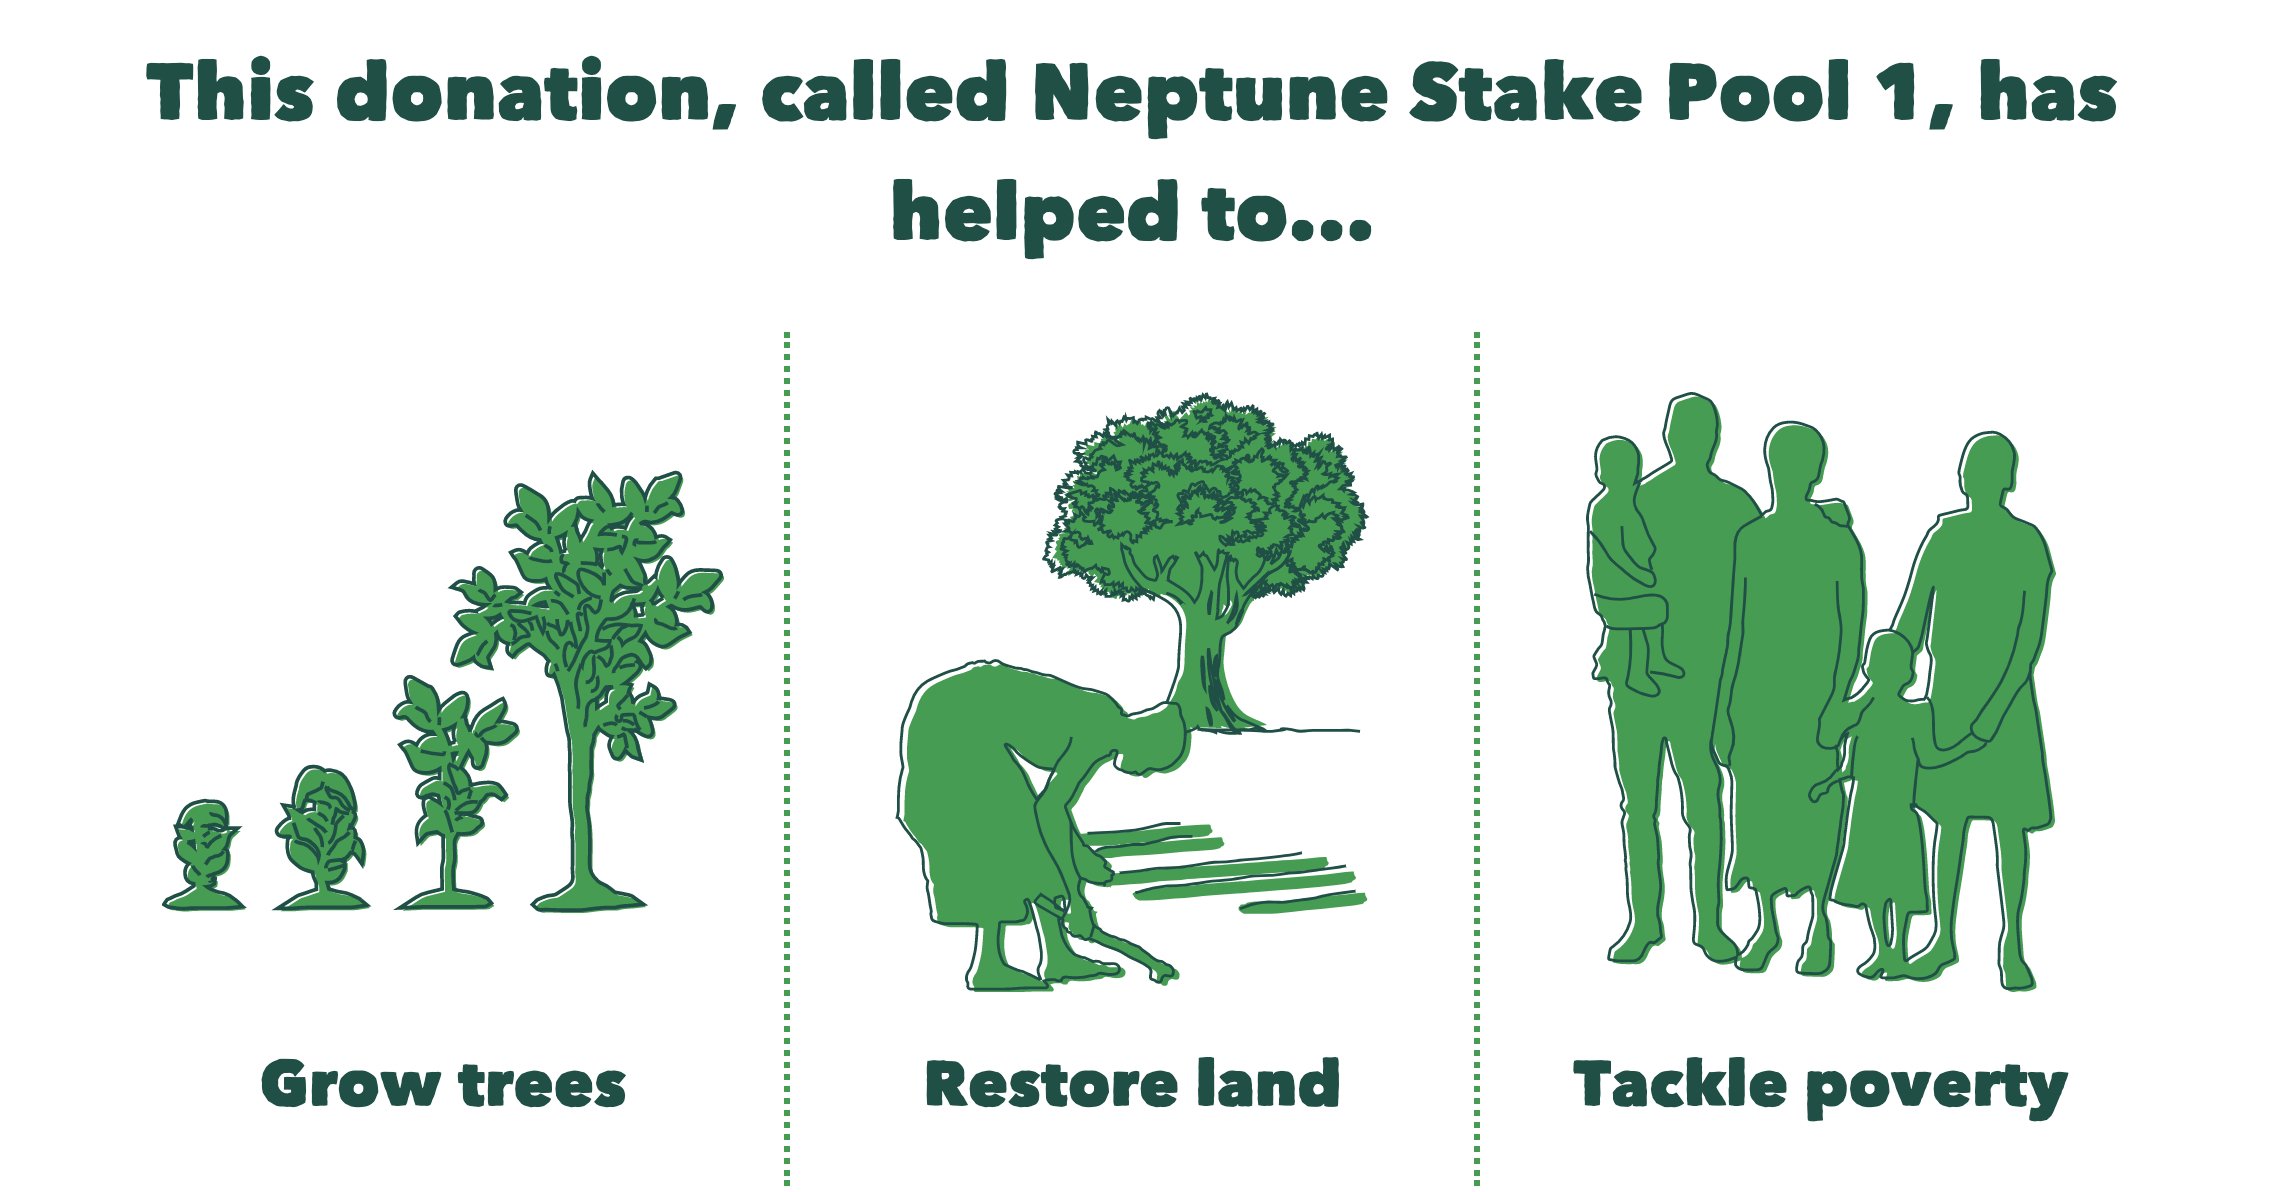 This donation, called Neptune Stake Pool 1, has
helped to...
Grow trees
Restore land
Tackle poverty